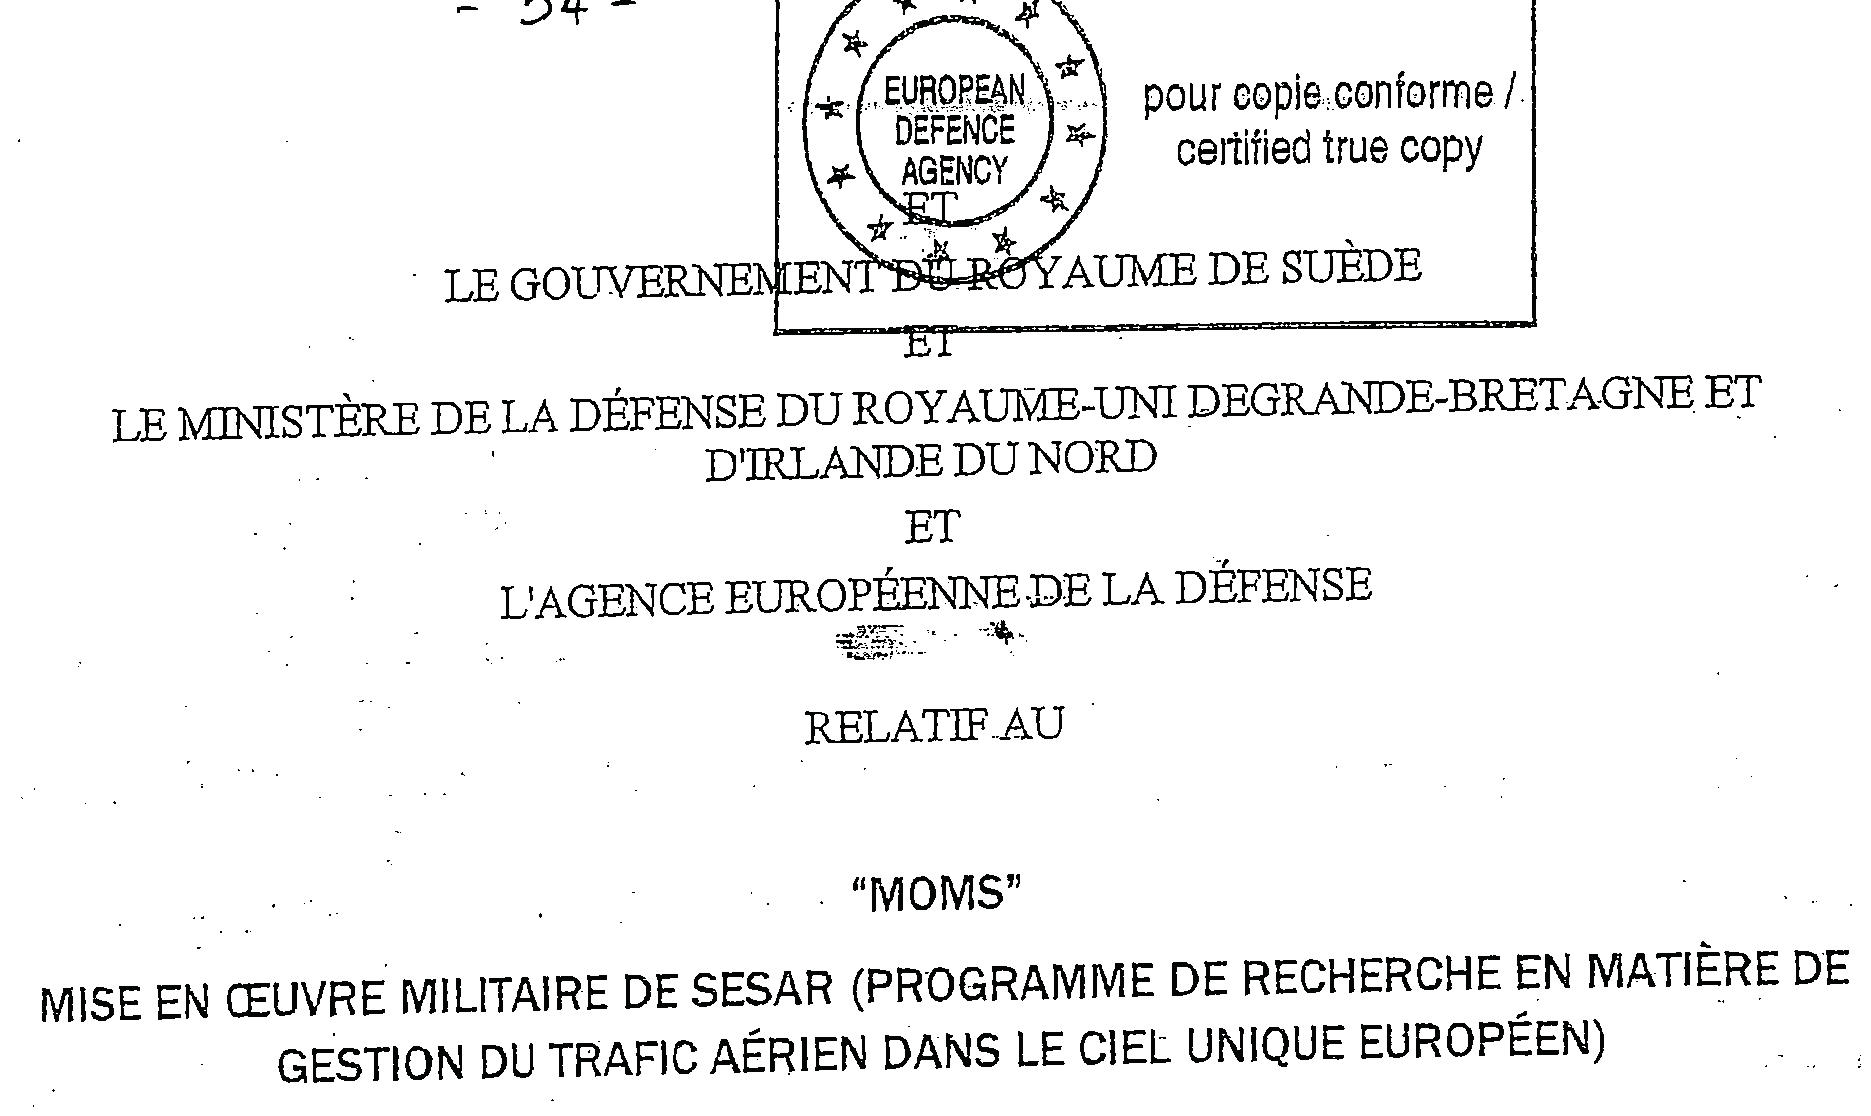 - 54 -
EUROPEAN
DEFENCE
AGENCY
pour copie conforme /
certified true copy
ET
LE GOUVERNEMENT DU ROYAUME DE SUÈDE
ET
LE MINISTÈRE DE LA DÉFENSE DU ROYAUME-UNI DEGRANDE-BRETAGNE ET
D'IRLANDE DU NORD
ET
L'AGENCE EUROPÉENNE DE LA DÉFENSE
RELATIF AU
“MOMS”
MISE EN ŒUVRE MILITAIRE DE SESAR (PROGRAMME DE RECHERCHE EN MATIÈRE DE
GESTION DU TRAFIC AÉRIEN DANS LE CIEL UNIQUE EUROPÉEN)